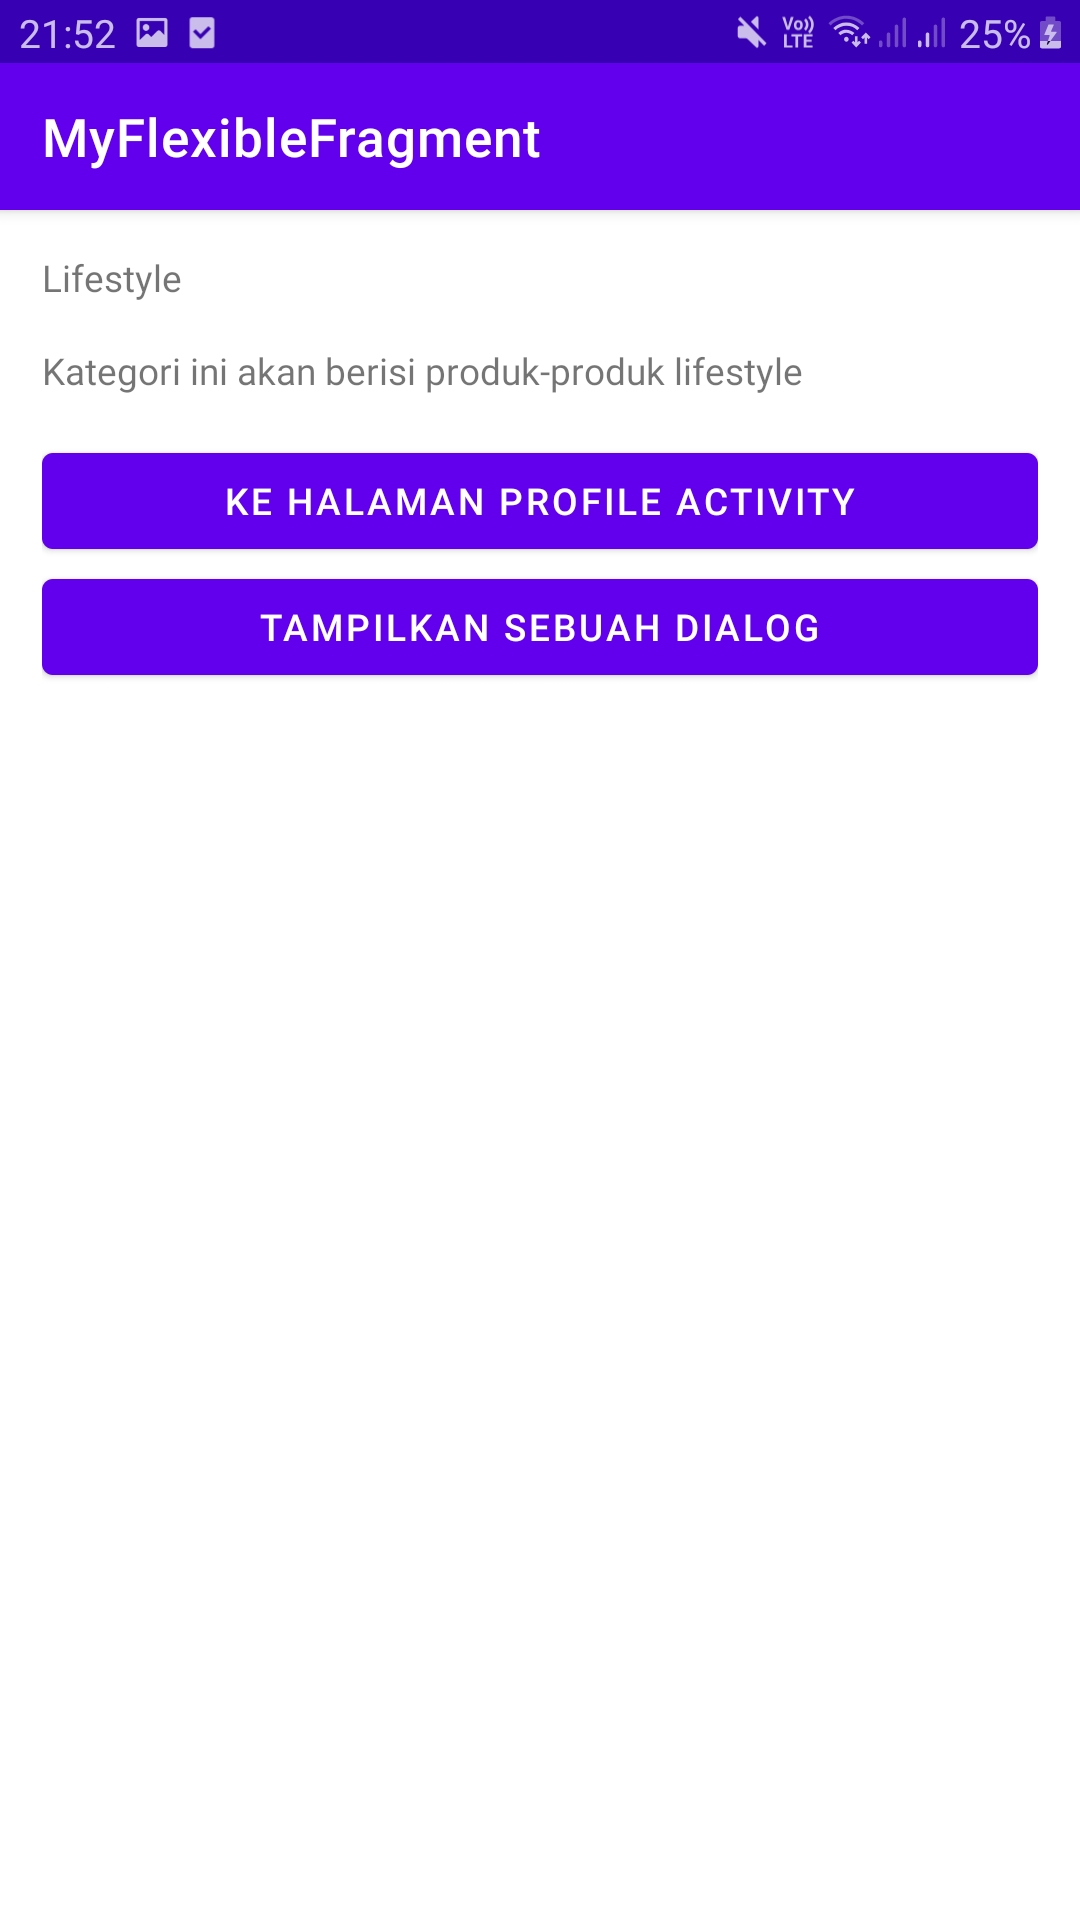 21:52 Vo)) LTE 25%
MyFlexibleFragment
Lifestyle
Kategori ini akan berisi produk-produk lifestyle
KE HALAMAN PROFILE ACTIVITY
TAMPILKAN SEBUAH DIALOG